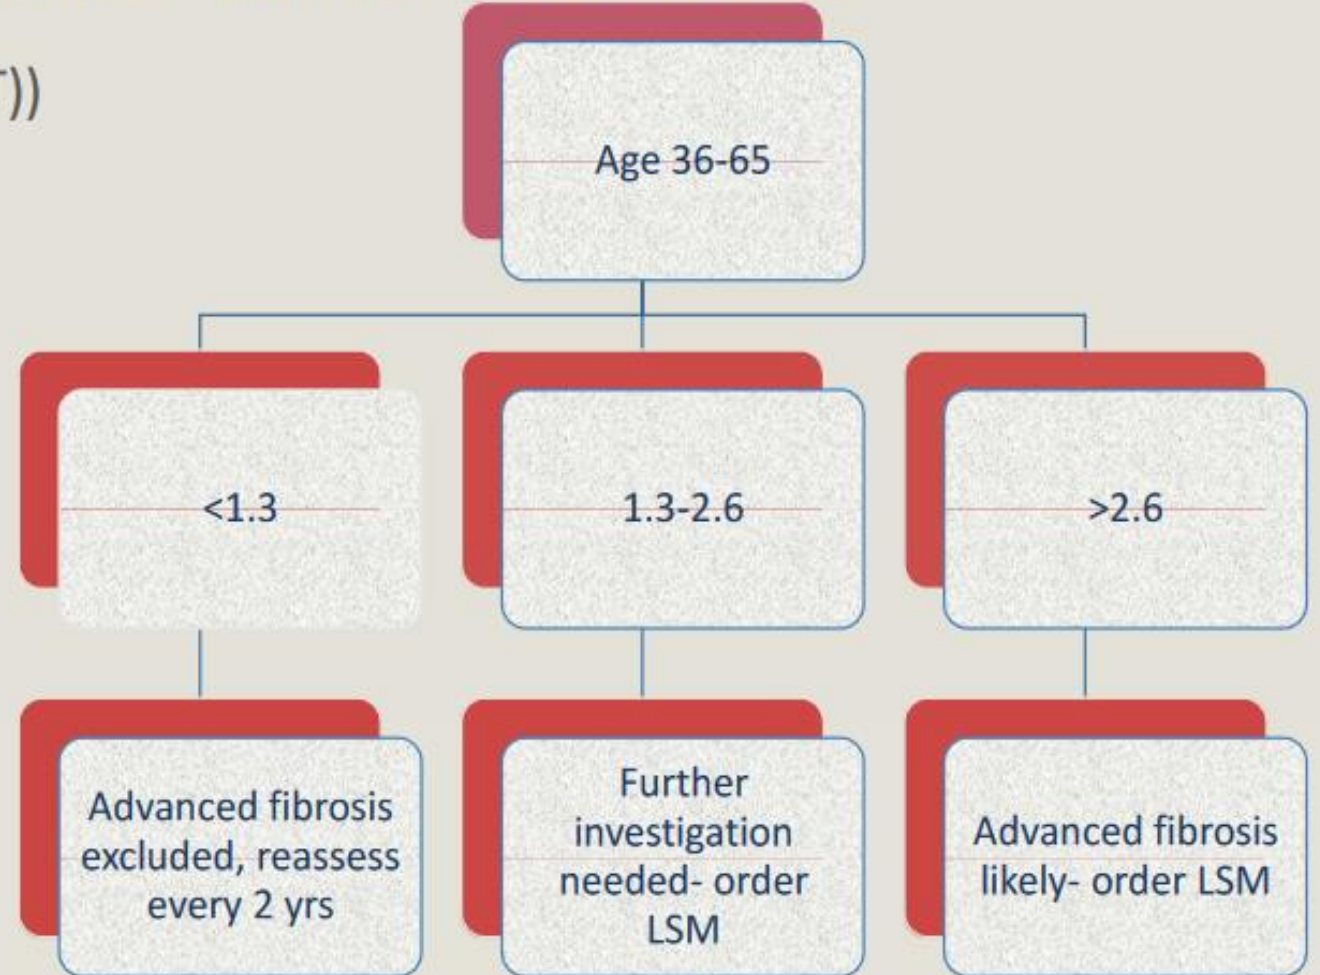 ))
Age 36-65
<1.3
1.3-2.6
>2.6
Advanced fibrosis
excluded, reassess
every 2 yrs
Further
investigation
needed- order
LSM
Advanced fibrosis
likely- order LSM